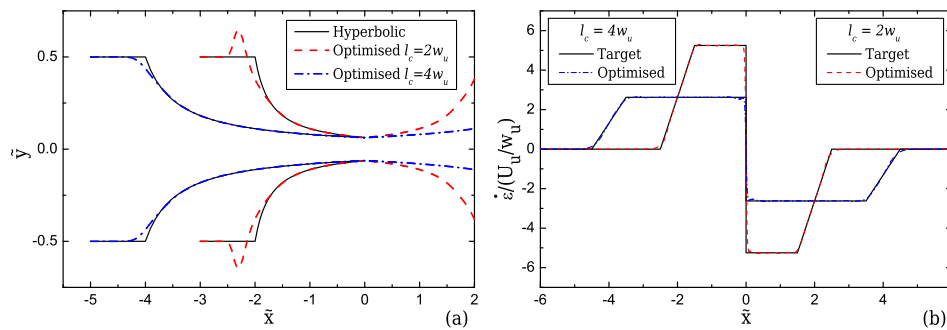 Hyperbolic
Optimised l_c=2w_u
Optimised l_c=4w_u
0.5
0.0
-0.5
ỹ
-5 -4 -3 -2 -1 0 1 2
x̃
(a)
l_c = 4w_u
Target
Optimised
l_c = 2w_u
Target
Optimised
6
4
2
0
-2
-4
-6
ε̇/(U_u/w_u)
-6 -4 -2 0 2 4
x̃
(b)